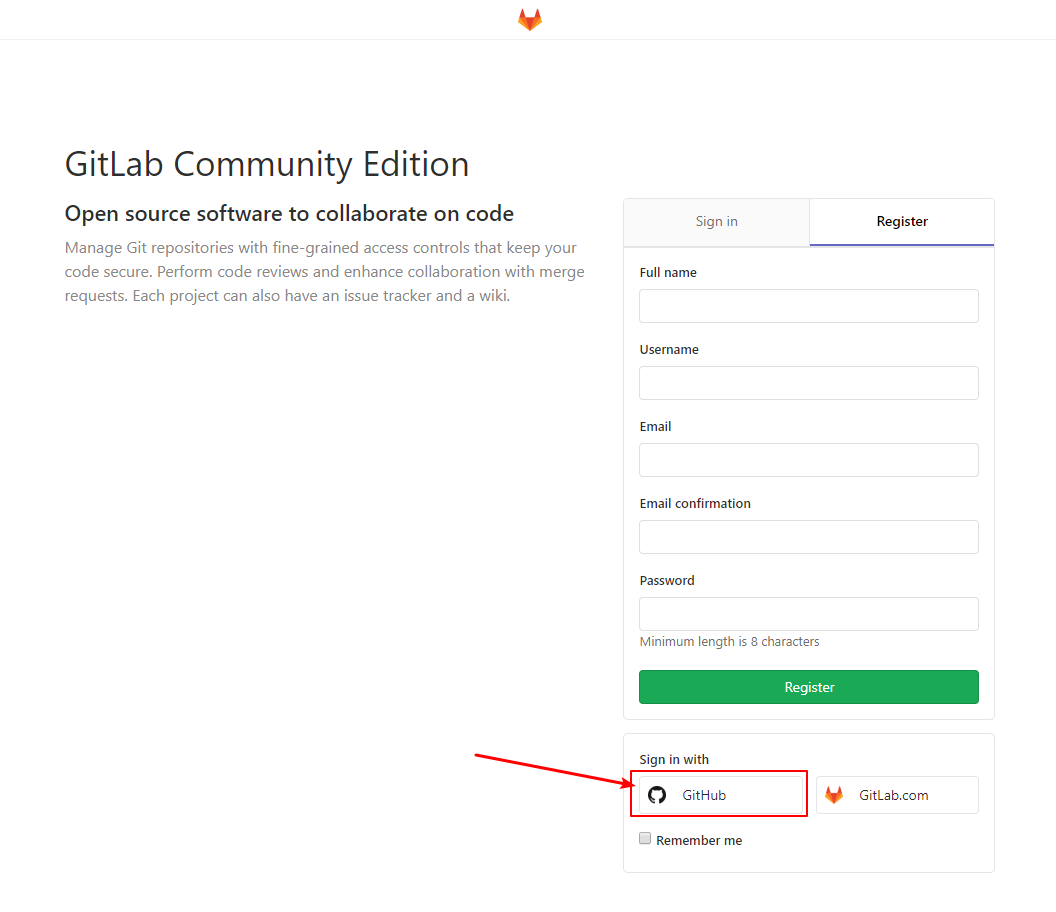 GitLab Community Edition
Open source software to collaborate on code
Manage Git repositories with fine-grained access controls that keep your
code secure. Perform code reviews and enhance collaboration with merge
requests. Each project can also have an issue tracker and a wiki.
Sign in
Register
Full name
Username
Email
Email confirmation
Password
Minimum length is 8 characters
Register
Sign in with
GitHub
GitLab.com
Remember me